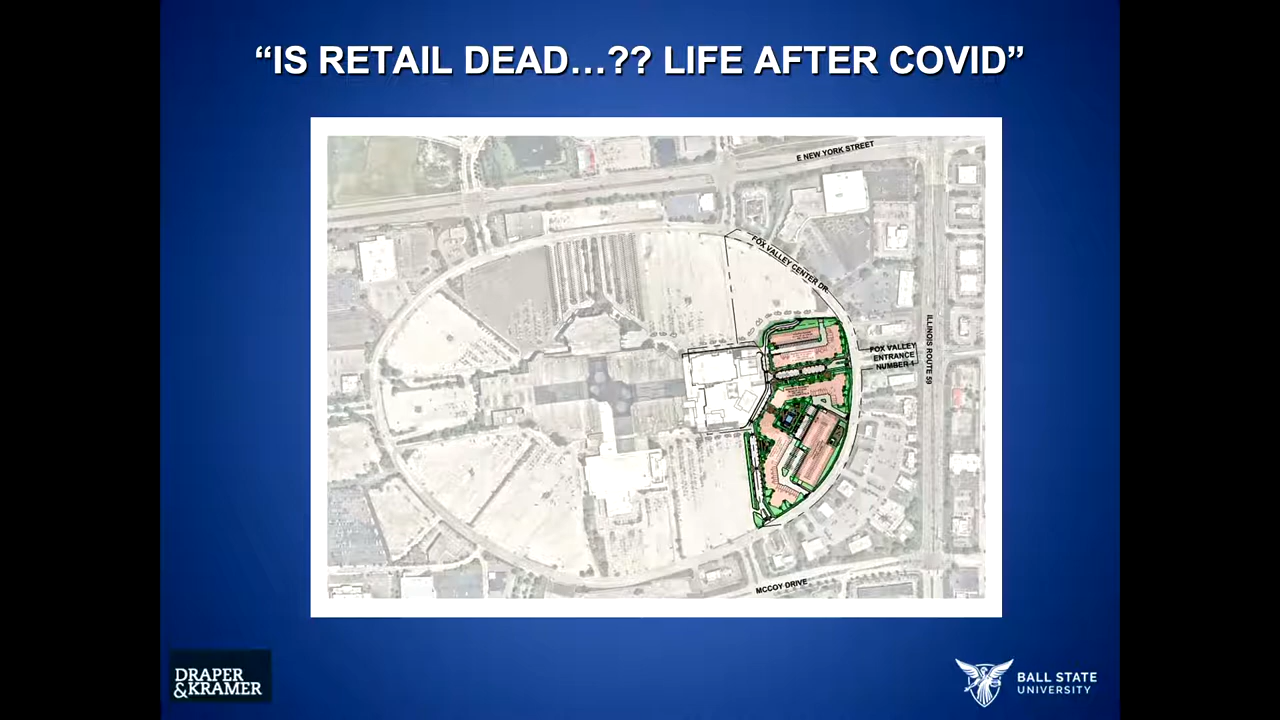 “IS RETAIL DEAD...?? LIFE AFTER COVID”
E NEW YORK STREET
FOX VALLEY CENTER DR.
ILLINOIS ROUTE 59
FOX VALLEY
ENTRANCE
NUMBER 1
MCCOY DRIVE
DRAPER
&KRAMER
BALL STATE
UNIVERSITY